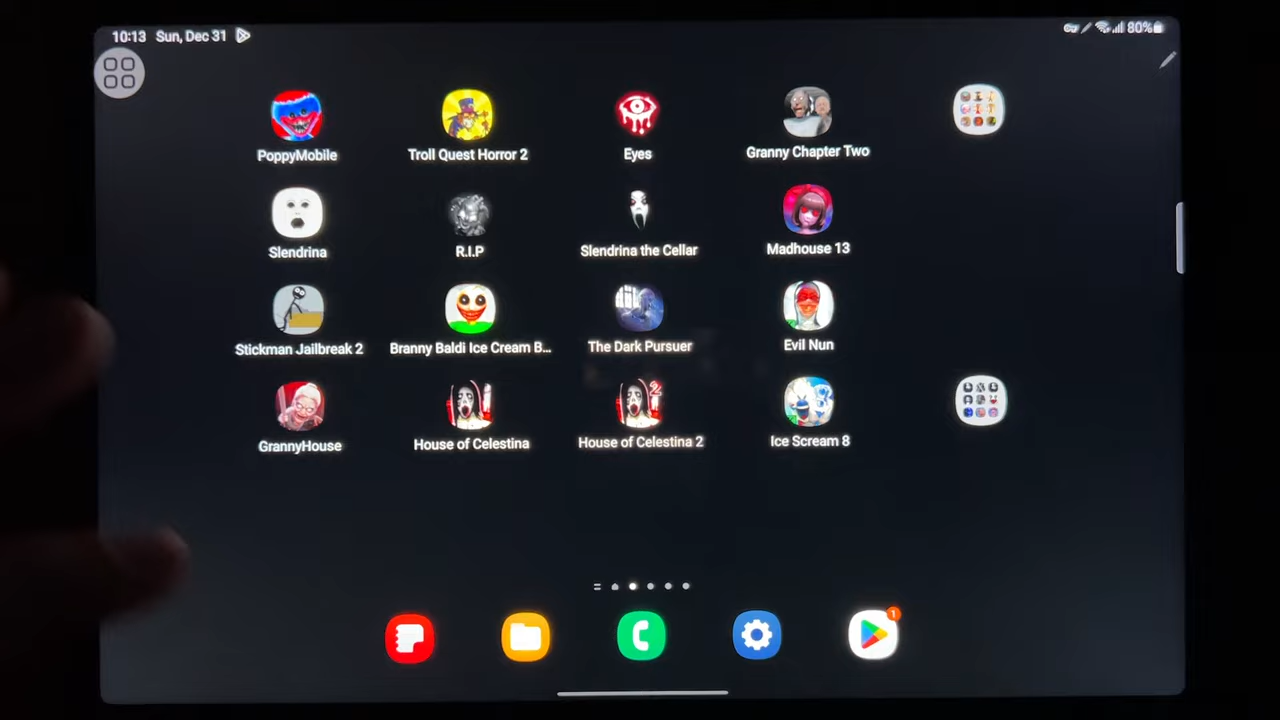 10:13 Sun, Dec 31
80%
PoppyMobile
Troll Quest Horror 2
Eyes
Granny Chapter Two
Slendrina
R.I.P
Slendrina the Cellar
Madhouse 13
Stickman Jailbreak 2
Branny Baldi Ice Cream B...
The Dark Pursuer
Evil Nun
GrannyHouse
House of Celestina
2
House of Celestina 2
Ice Scream 8
1